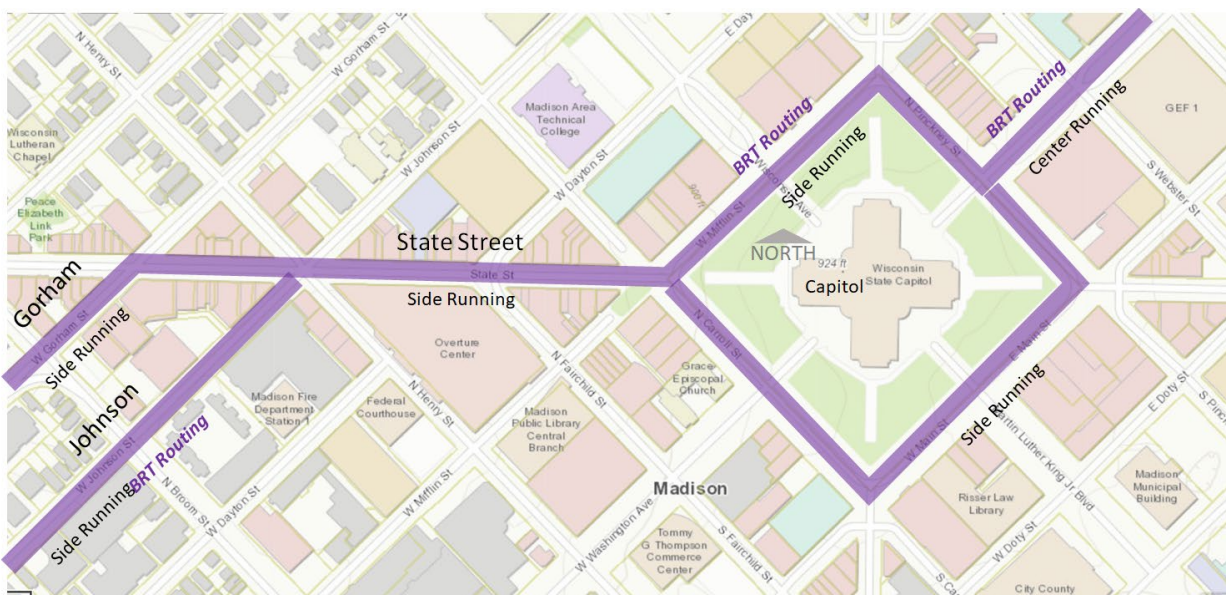 N Henry St
W Gorham St
E Day
Madison Area
Technical
College
BRT Routing
GEF 1
Wisconsin
Lutheran
Chapel
W Johnson St
W Dayton St
BRT Routing
N Pinckney St
Center Running
S Webster St
Peace
Elizabeth
Link
Park
900 ft
Wisconsin Ave
Side Running
W Mifflin St
State Street
NORTH
924 ft
Wisconsin
State Capitol
Capitol
State St
Side Running
Gorham
W Gorham St
Side Running
Overture
Center
N Carroll St
E Main St
N Fairchild St
Grace
Episcopal
Church
E Doty St
S Pinc
Johnson
Madison Fire
Department
Station 1
Federal
Courthouse
N Henry St
Madison
Public Library
Central
Branch
Side Running
W Main St
Martin Luther King Jr Blvd
W Johnson St
BRT Routing
Side Running
N Broom St
W Dayton St
W Mifflin St
Madison
Risser Law
Library
Madison
Municipal
Building
W Washington Ave
S Fairchild St
Tommy
G Thompson
Commerce
Center
W Doty St
S Ca
City County